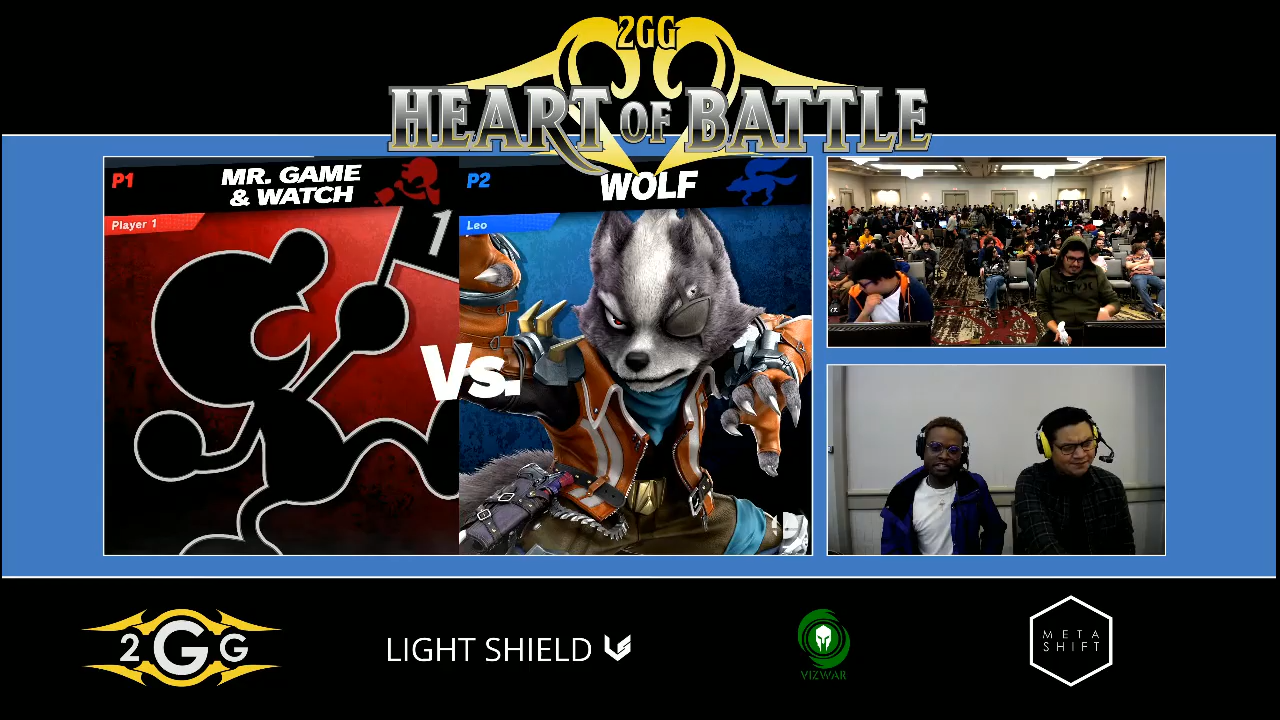 2GG
HEART OF BATTLE
P1
MR. GAME
& WATCH
Player 1
1
Vs.
P2
WOLF
Leo
2GG
LIGHT SHIELD
VIZWAR
META
SHIFT